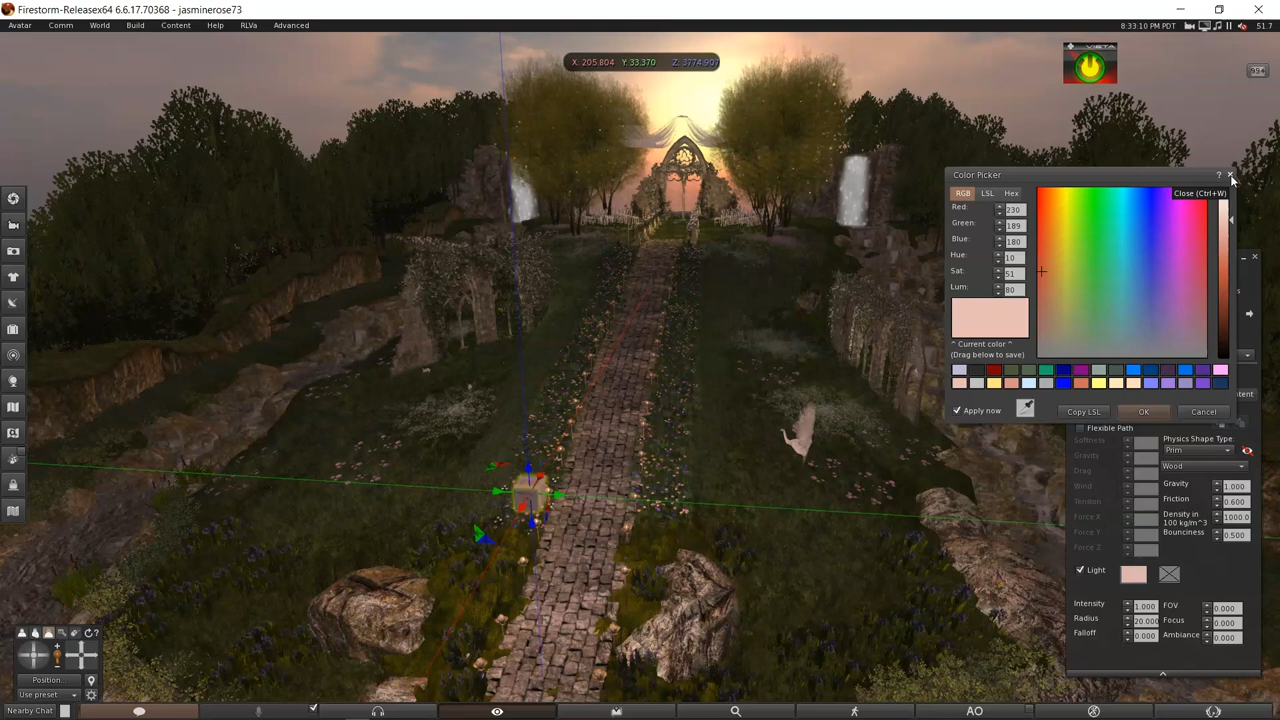 Firestorm-Releasex64 6.6.17.70368 - jasminerose73
Avatar Comm World Build Content Help RLVa Advanced
8:33:10 PM PDT
51.7
X: 205.804 Y: 33.370 Z: 3774.907
VISTA
99+
Color Picker
?
Close (Ctrl+W)
RGB LSL Hex
Red: 230
Green: 189
Blue: 180
Hue: 10
Sat: 51
Lum: 80
^ Current color ^
(Drag below to save)
Apply now
Copy LSL OK Cancel
Flexible Path
Softness
Gravity
Drag
Wind
Tension
Force X
Force Y
Force Z
Physics Shape Type:
Prim
Wood
Gravity 1.000
Friction 0.600
Density in
100 kg/m^3 1000.0
Bounciness 0.500
Light
Intensity 1.000 FOV 0.000
Radius 20.000 Focus 0.000
Falloff 0.000 Ambiance 0.000
Position...
Use preset
Nearby Chat
AO